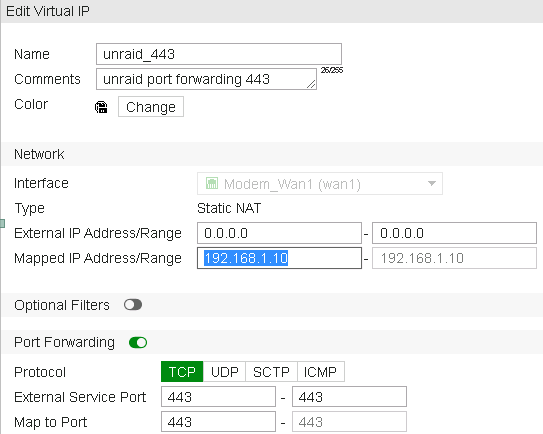 Edit Virtual IP
Name unraid_443
Comments unraid port forwarding 443 26/255
Color Change
Network
Interface Modem_Wan1 (wan1)
Type Static NAT
External IP Address/Range 0.0.0.0 - 0.0.0.0
Mapped IP Address/Range 192.168.1.10 - 192.168.1.10
Optional Filters
Port Forwarding
Protocol TCP UDP SCTP ICMP
External Service Port 443 - 443
Map to Port 443 - 443